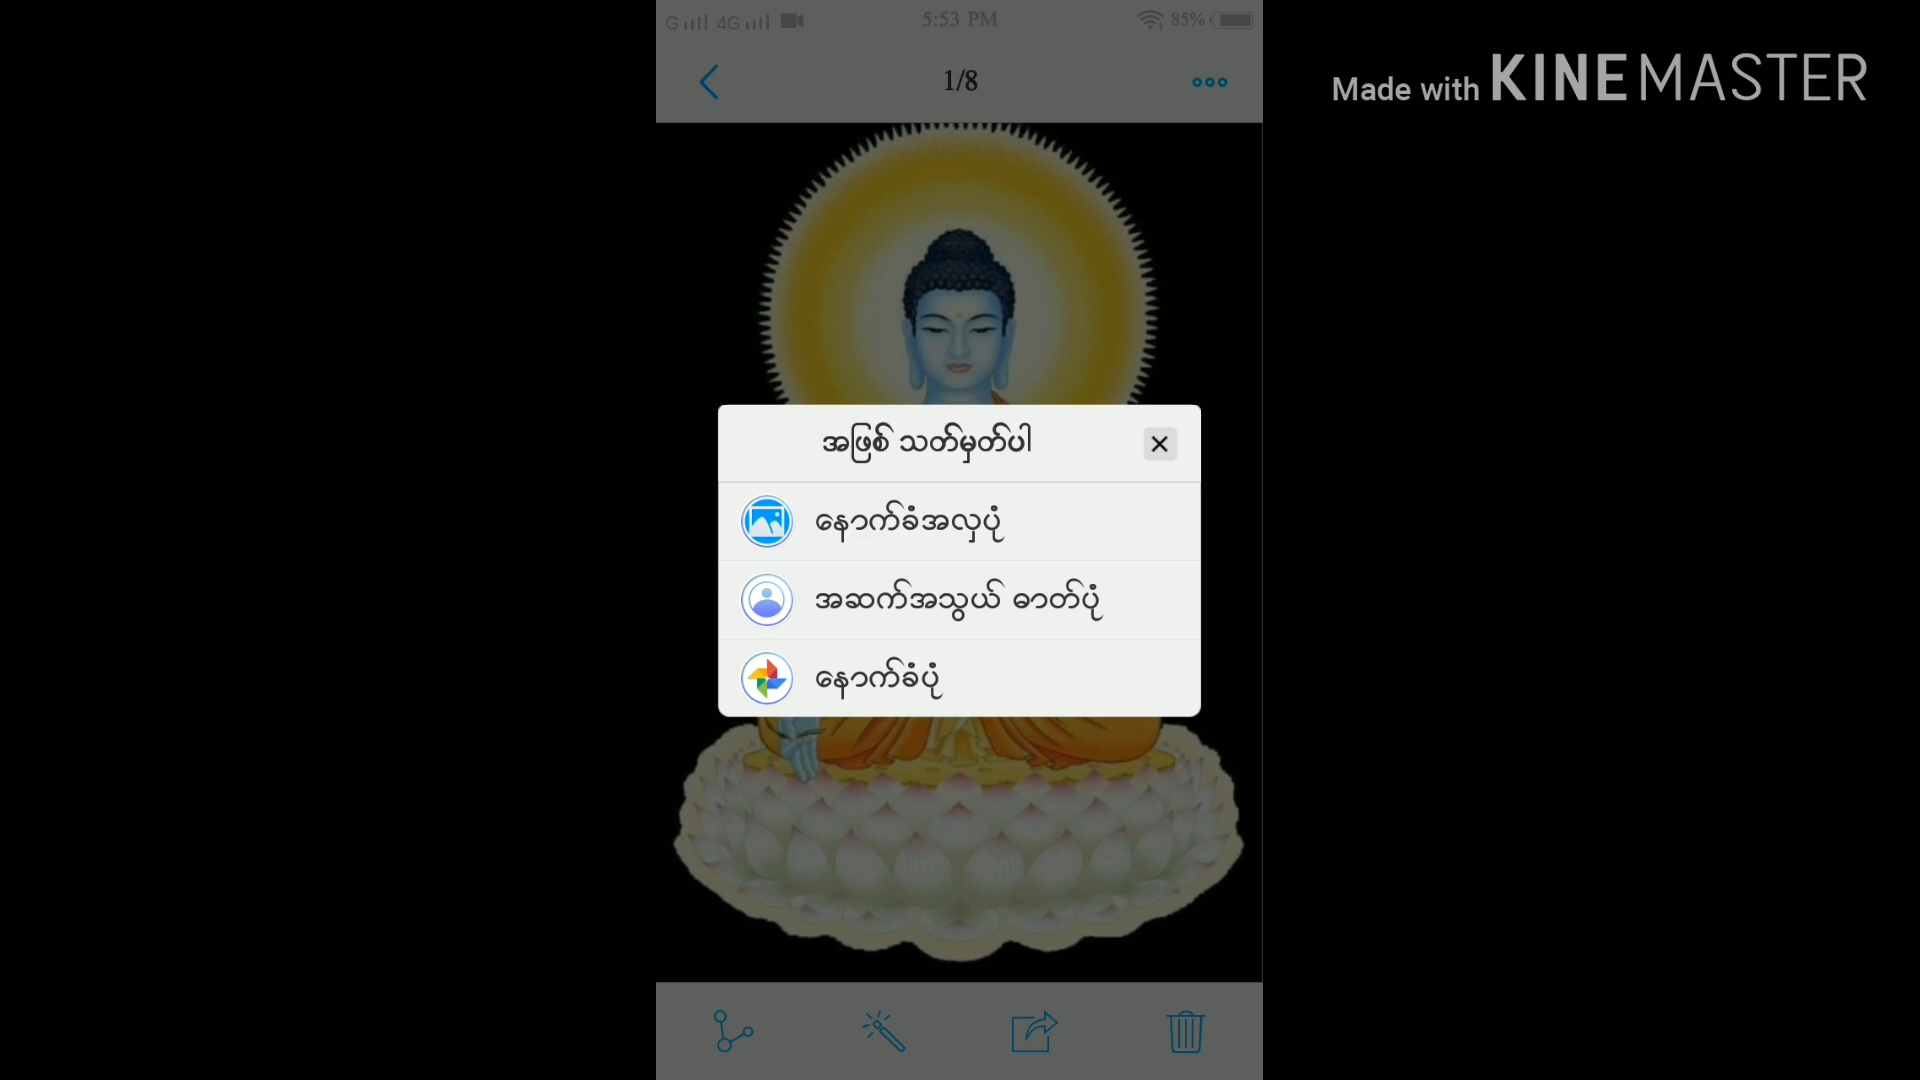 G 4G 5:53 PM 85%
1/8
Made with KINEMASTER
အဖြစ် သတ်မှတ်ပါ
နောက်ခံအလှပုံ
အဆက်အသွယ် ဓာတ်ပုံ
နောက်ခံပုံ